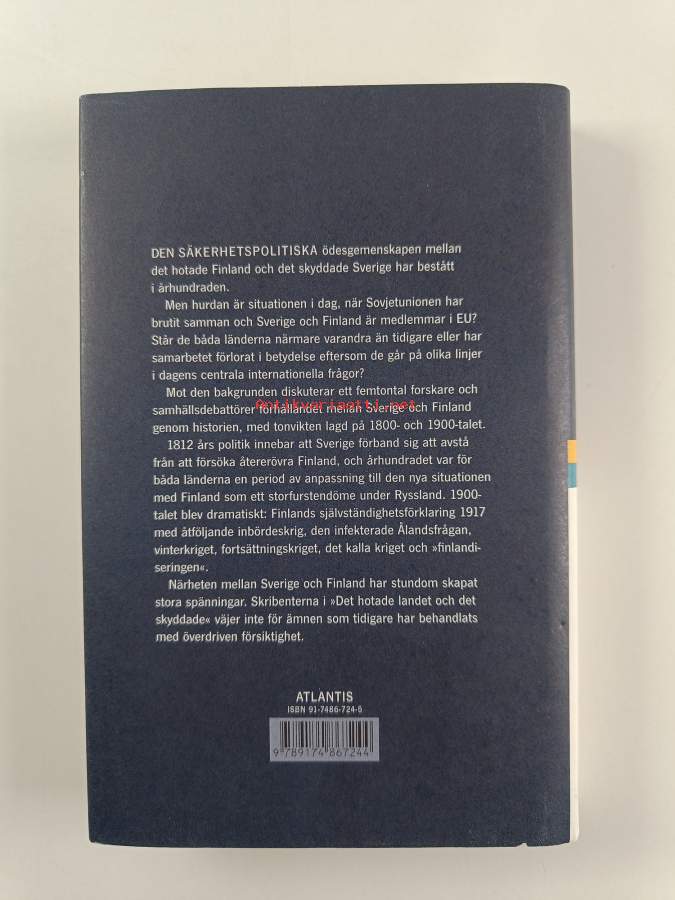 DEN SÄKERHETSPOLITISKA ödesgemenskapen mellan
det hotade Finland och det skyddade Sverige har bestått
i århundraden.
Men hurdan är situationen i dag, när Sovjetunionen har
brutit samman och Sverige och Finland är medlemmar i EU?
Står de båda länderna närmare varandra än tidigare eller har
samarbetet förlorat i betydelse eftersom de går på olika linjer
i dagens centrala internationella frågor?
Mot den bakgrunden diskuterar ett femtontal forskare och
samhällsdebattörer förhållandet mellan Sverige och Finland
Antikvariaatti.net
genom historien, med tonvikten lagd på 1800- och 1900-talet.
1812 års politik innebar att Sverige förband sig att avstå
från att försöka återerövra Finland, och århundradet var för
båda länderna en period av anpassning till den nya situationen
med Finland som ett storfurstendöme under Ryssland. 1900-
talet blev dramatiskt: Finlands självständighetsförklaring 1917
med åtföljande inbördeskrig, den infekterade Ålandsfrågan,
vinterkriget, fortsättningskriget, det kalla kriget och »finlandi-
seringen«.
Närheten mellan Sverige och Finland har stundom skapat
stora spänningar. Skribenterna i »Det hotade landet och det
skyddade« väjer inte för ämnen som tidigare har behandlats
med överdriven försiktighet.
ATLANTIS
ISBN 91-7486-724-6
9 789174 867244